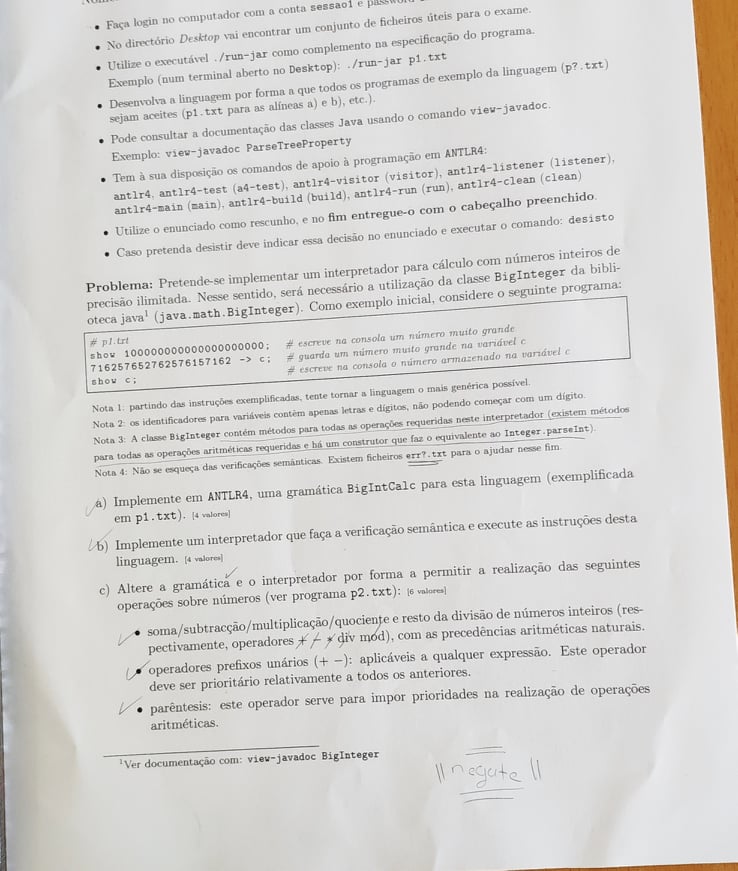 • Faça login no computador com a conta sessao1 e
• No directório Desktop vai encontrar um conjunto de ficheiros úteis para o exame.
• Utilize o executável ./run-jar como complemento na especificação do programa.
Exemplo (num terminal aberto no Desktop): ./run-jar p1.txt
• Desenvolva a linguagem por forma a que todos os programas de exemplo da linguagem (p?.txt)
sejam aceites (p1.txt para as alíneas a) e b), etc.).
• Pode consultar a documentação das classes Java usando o comando view-javadoc.
Exemplo: view-javadoc ParseTreeProperty
• Tem à sua disposição os comandos de apoio à programação em ANTLR4:
antlr4, antlr4-test (a4-test), antlr4-visitor (visitor), antlr4-listener (listener),
antlr4-main (main), antlr4-build (build), antlr4-run (run), antlr4-clean (clean)
• Utilize o enunciado como rescunho, e no fim entregue-o com o cabeçalho preenchido.
• Caso pretenda desistir deve indicar essa decisão no enunciado e executar o comando: desisto
Problema: Pretende-se implementar um interpretador para cálculo com números inteiros de
precisão ilimitada. Nesse sentido, será necessário a utilização da classe BigInteger da bibli-
oteca java¹ (java.math.BigInteger). Como exemplo inicial, considere o seguinte programa:
# p1.txt
show 100000000000000000000; # escreve na consola um número muito grande
716257652762576157162 -> c; # guarda um número muito grande na variável c
show c; # escreve na consola o número armazenado na variável c
Nota 1: partindo das instruções exemplificadas, tente tornar a linguagem o mais genérica possível.
Nota 2: os identificadores para variáveis contêm apenas letras e dígitos, não podendo começar com um dígito.
Nota 3: A classe BigInteger contém métodos para todas as operações requeridas neste interpretador (existem métodos
para todas as operações aritméticas requeridas e há um construtor que faz o equivalente ao Integer.parseInt).
Nota 4: Não se esqueça das verificações semânticas. Existem ficheiros err?.txt para o ajudar nesse fim.
a) Implemente em ANTLR4, uma gramática BigIntCalc para esta linguagem (exemplificada
em p1.txt). [4 valores]
b) Implemente um interpretador que faça a verificação semântica e execute as instruções desta
linguagem. [4 valores]
c) Altere a gramática e o interpretador por forma a permitir a realização das seguintes
operações sobre números (ver programa p2.txt): [6 valores]
• soma/subtracção/multiplicação/quociente e resto da divisão de números inteiros (res-
pectivamente, operadores + - * div mod), com as precedências aritméticas naturais.
• operadores prefixos unários (+ −): aplicáveis a qualquer expressão. Este operador
deve ser prioritário relativamente a todos os anteriores.
• parêntesis: este operador serve para impor prioridades na realização de operações
aritméticas.
¹Ver documentação com: view-javadoc BigInteger
|| negate ||